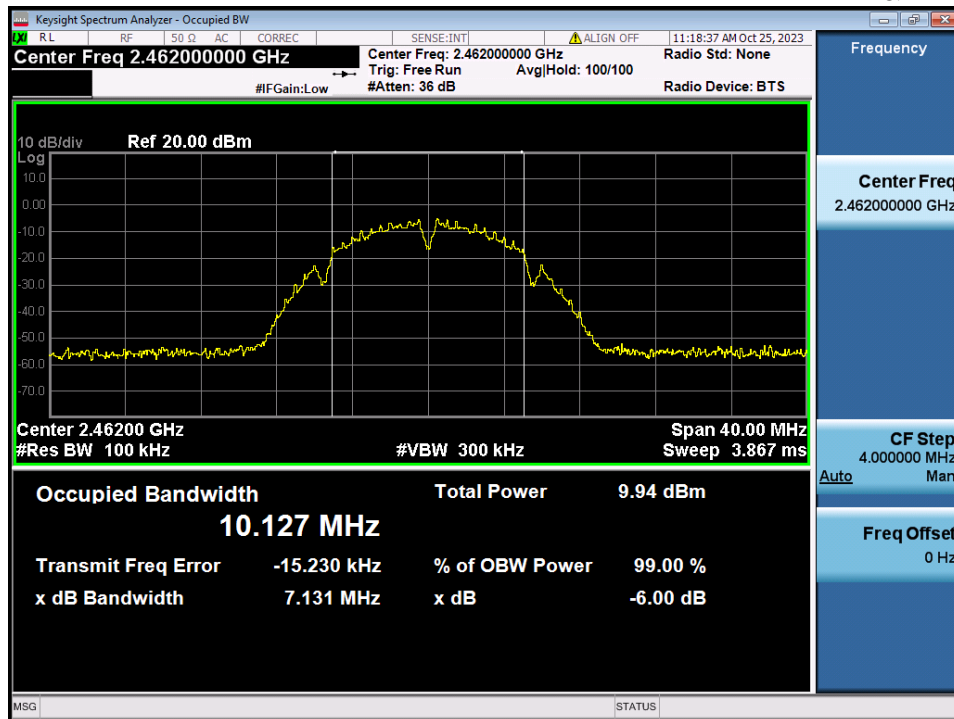 Keysight Spectrum Analyzer - Occupied BW
LXI RL RF 50 Ω AC CORREC SENSE:INT ALIGN OFF 11:18:37 AM Oct 25, 2023
Center Freq 2.462000000 GHz
Center Freq: 2.462000000 GHz Radio Std: None
Trig: Free Run Avg|Hold: 100/100
#IFGain:Low #Atten: 36 dB Radio Device: BTS
10 dB/div Ref 20.00 dBm
Log
10.0
0.00
-10.0
-20.0
-30.0
-40.0
-50.0
-60.0
-70.0
Center 2.46200 GHz Span 40.00 MHz
#Res BW 100 kHz #VBW 300 kHz Sweep 3.867 ms
Occupied Bandwidth Total Power 9.94 dBm
10.127 MHz
Transmit Freq Error -15.230 kHz % of OBW Power 99.00 %
x dB Bandwidth 7.131 MHz x dB -6.00 dB
Frequency
Center Freq
2.462000000 GHz
CF Step
4.000000 MHz
Auto Man
Freq Offset
0 Hz
MSG STATUS